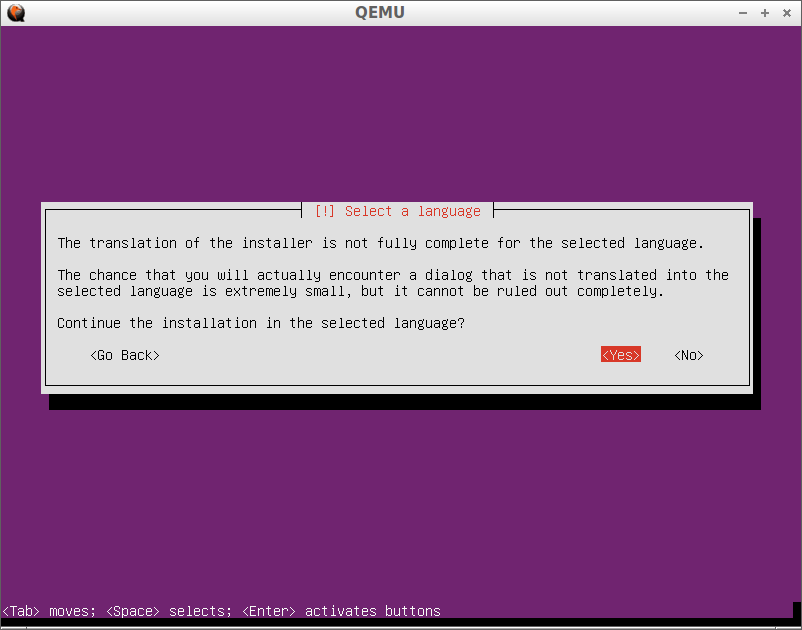 QEMU
[!] Select a language
The translation of the installer is not fully complete for the selected language.
The chance that you will actually encounter a dialog that is not translated into the
selected language is extremely small, but it cannot be ruled out completely.
Continue the installation in the selected language?
<Go Back> <Yes> <No>
<Tab> moves; <Space> selects; <Enter> activates buttons